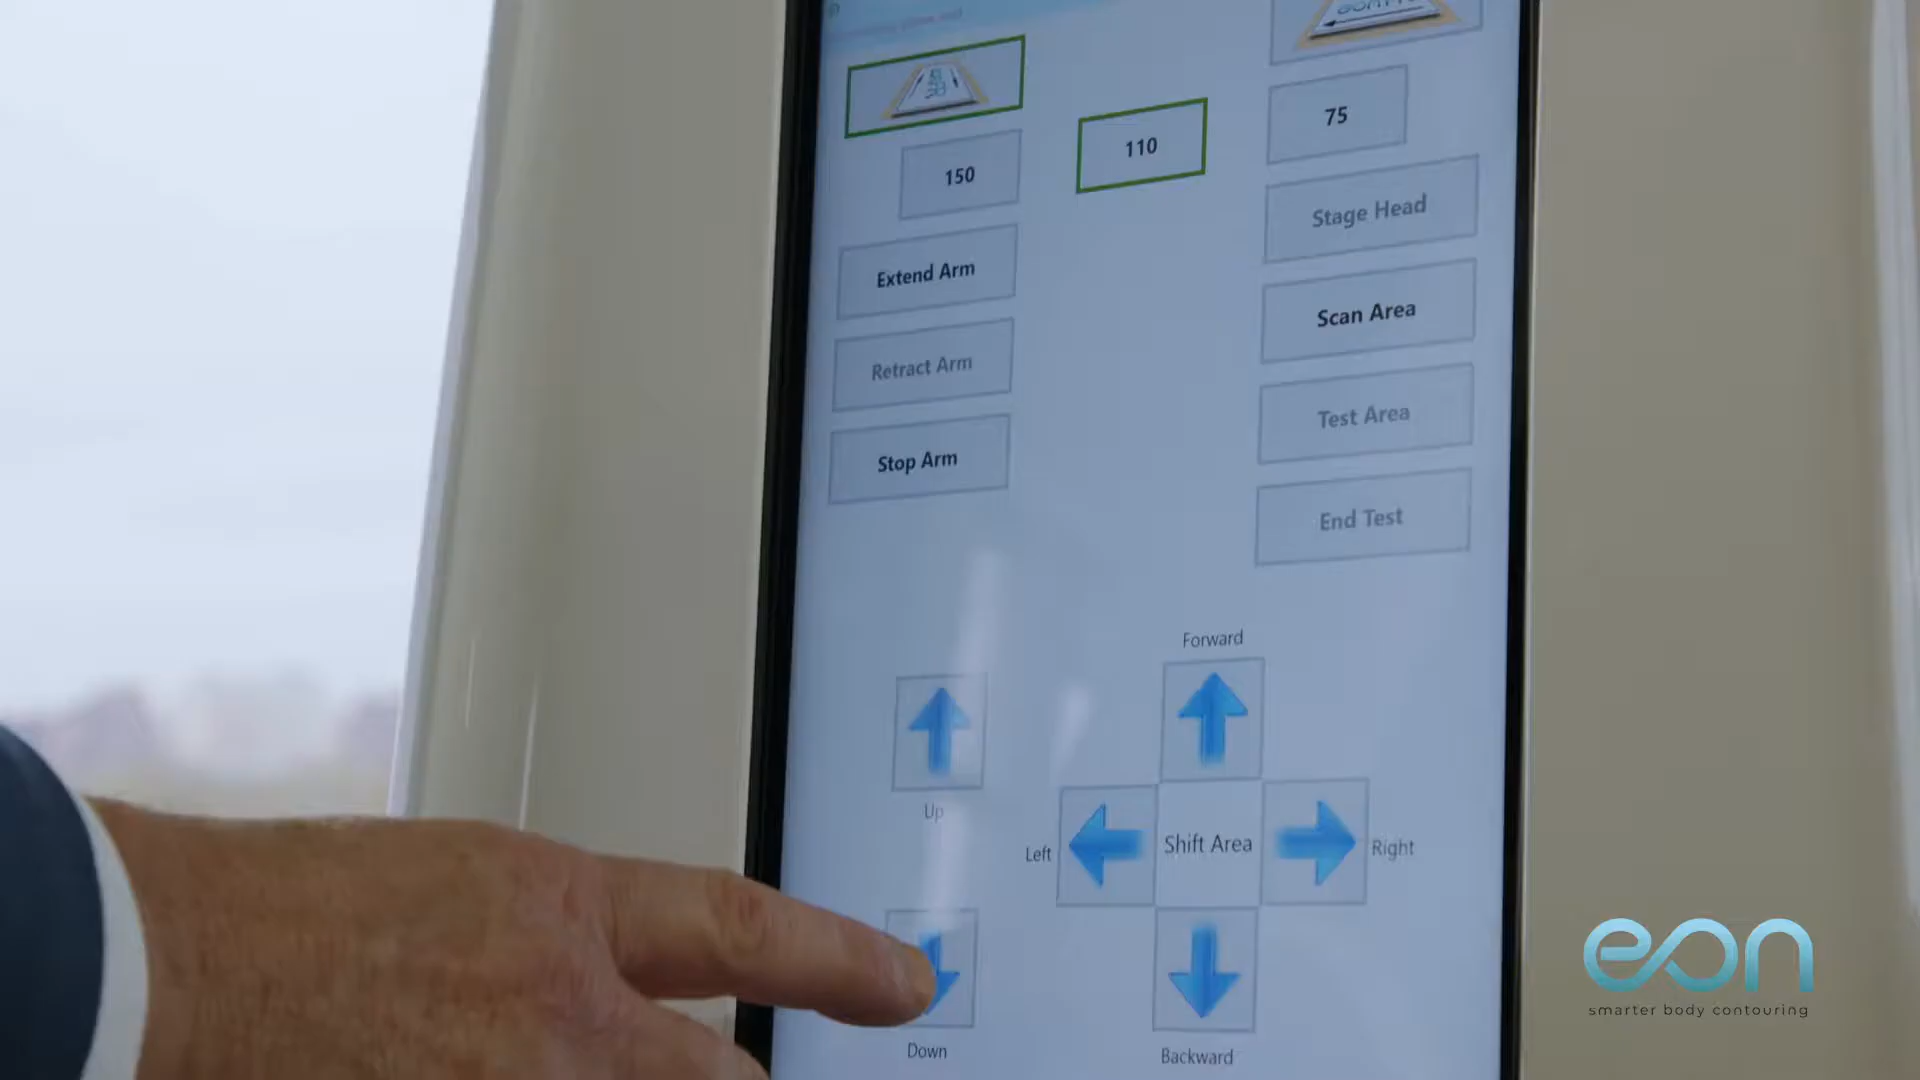 150
110
75
Extend Arm
Retract Arm
Stop Arm
Stage Head
Scan Area
Test Area
End Test
Up
Down
Forward
Left
Shift Area
Right
Backward
eon
smarter body contouring